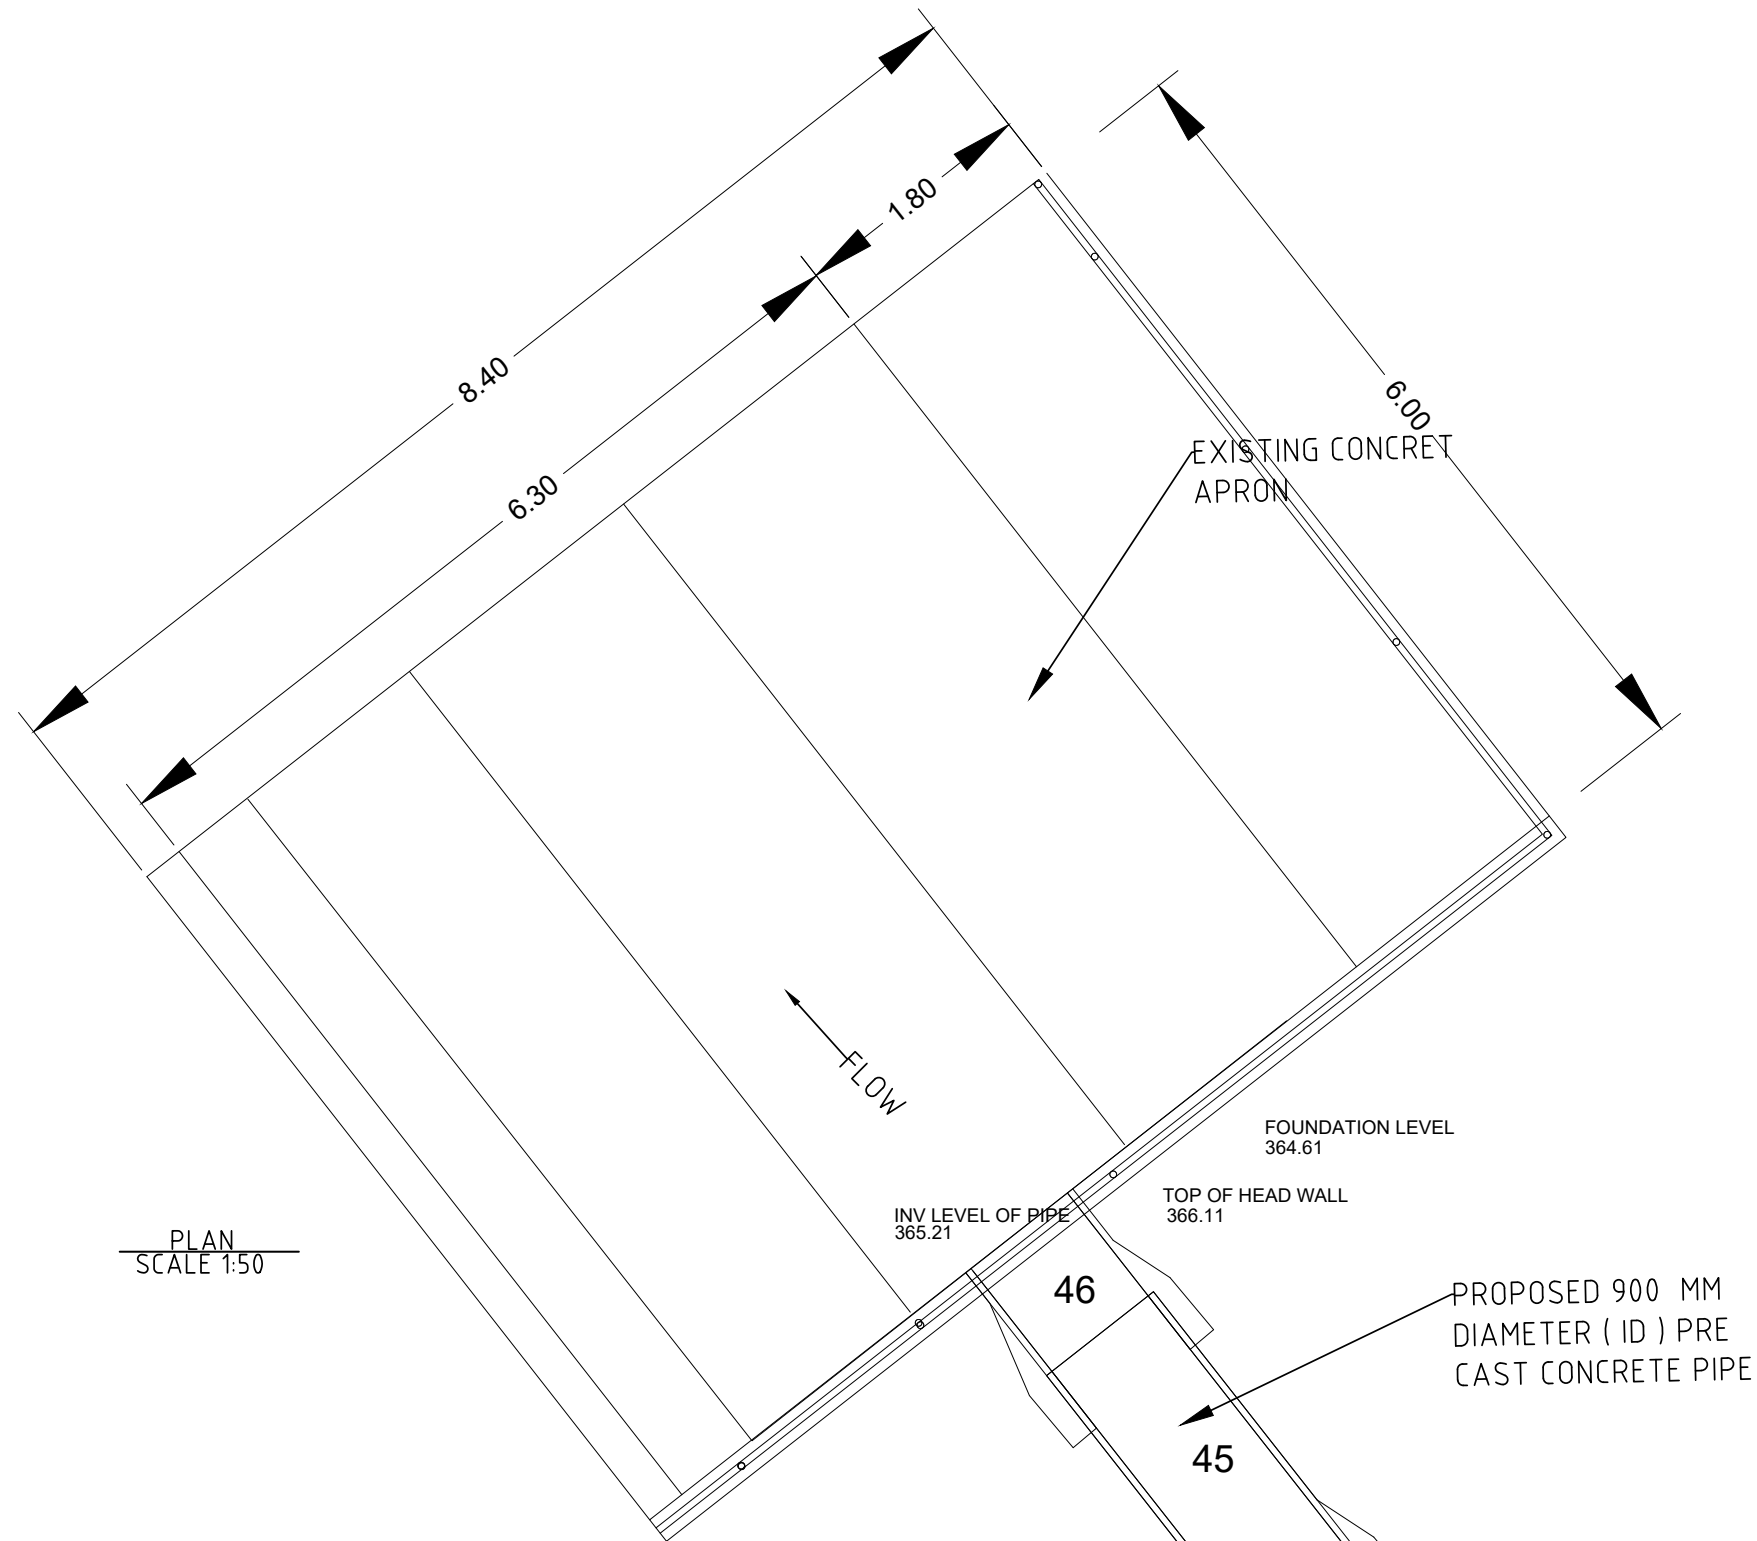 8.40
1.80
6.30
6.00
EXISTING CONCRET
APRON
FLOW
FOUNDATION LEVEL
364.61
TOP OF HEAD WALL
366.11
INV LEVEL OF PIPE
365.21
PLAN
SCALE 1:50
46
45
PROPOSED 900 MM
DIAMETER ( ID ) PRE
CAST CONCRETE PIPE